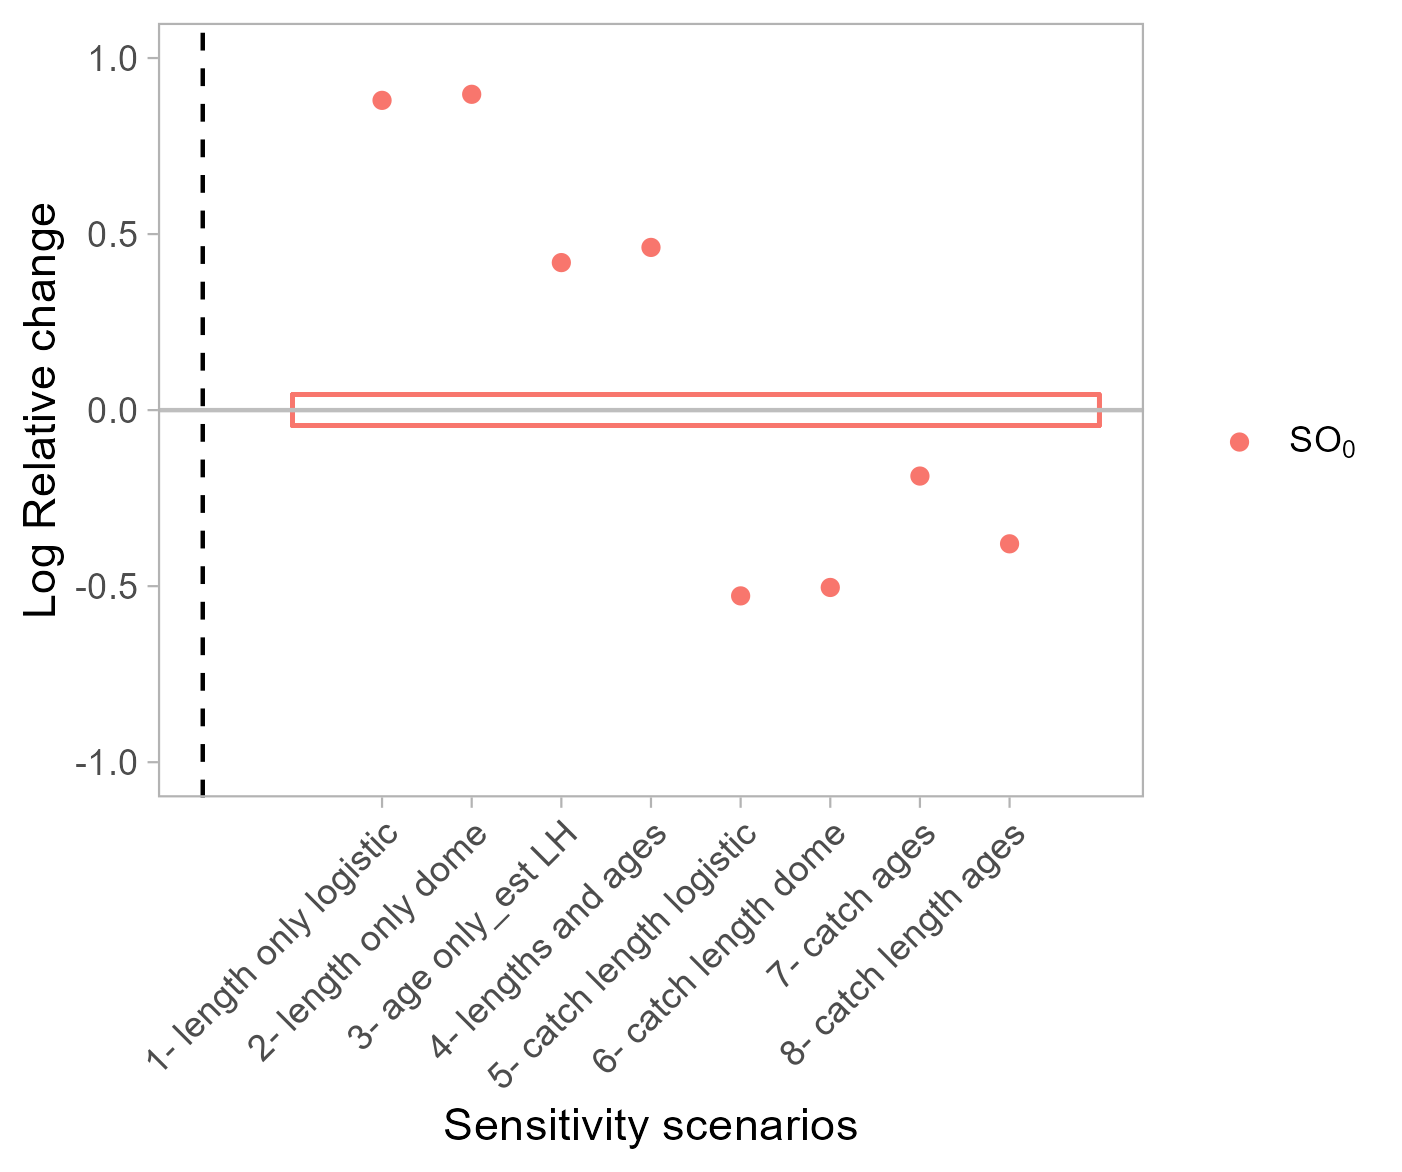 Log Relative change
1.0
0.5
0.0
-0.5
-1.0
1- length only logistic
2- length only dome
3- age only_est LH
4- lengths and ages
5- catch length logistic
6- catch length dome
7- catch ages
8- catch length ages
Sensitivity scenarios
SO₀